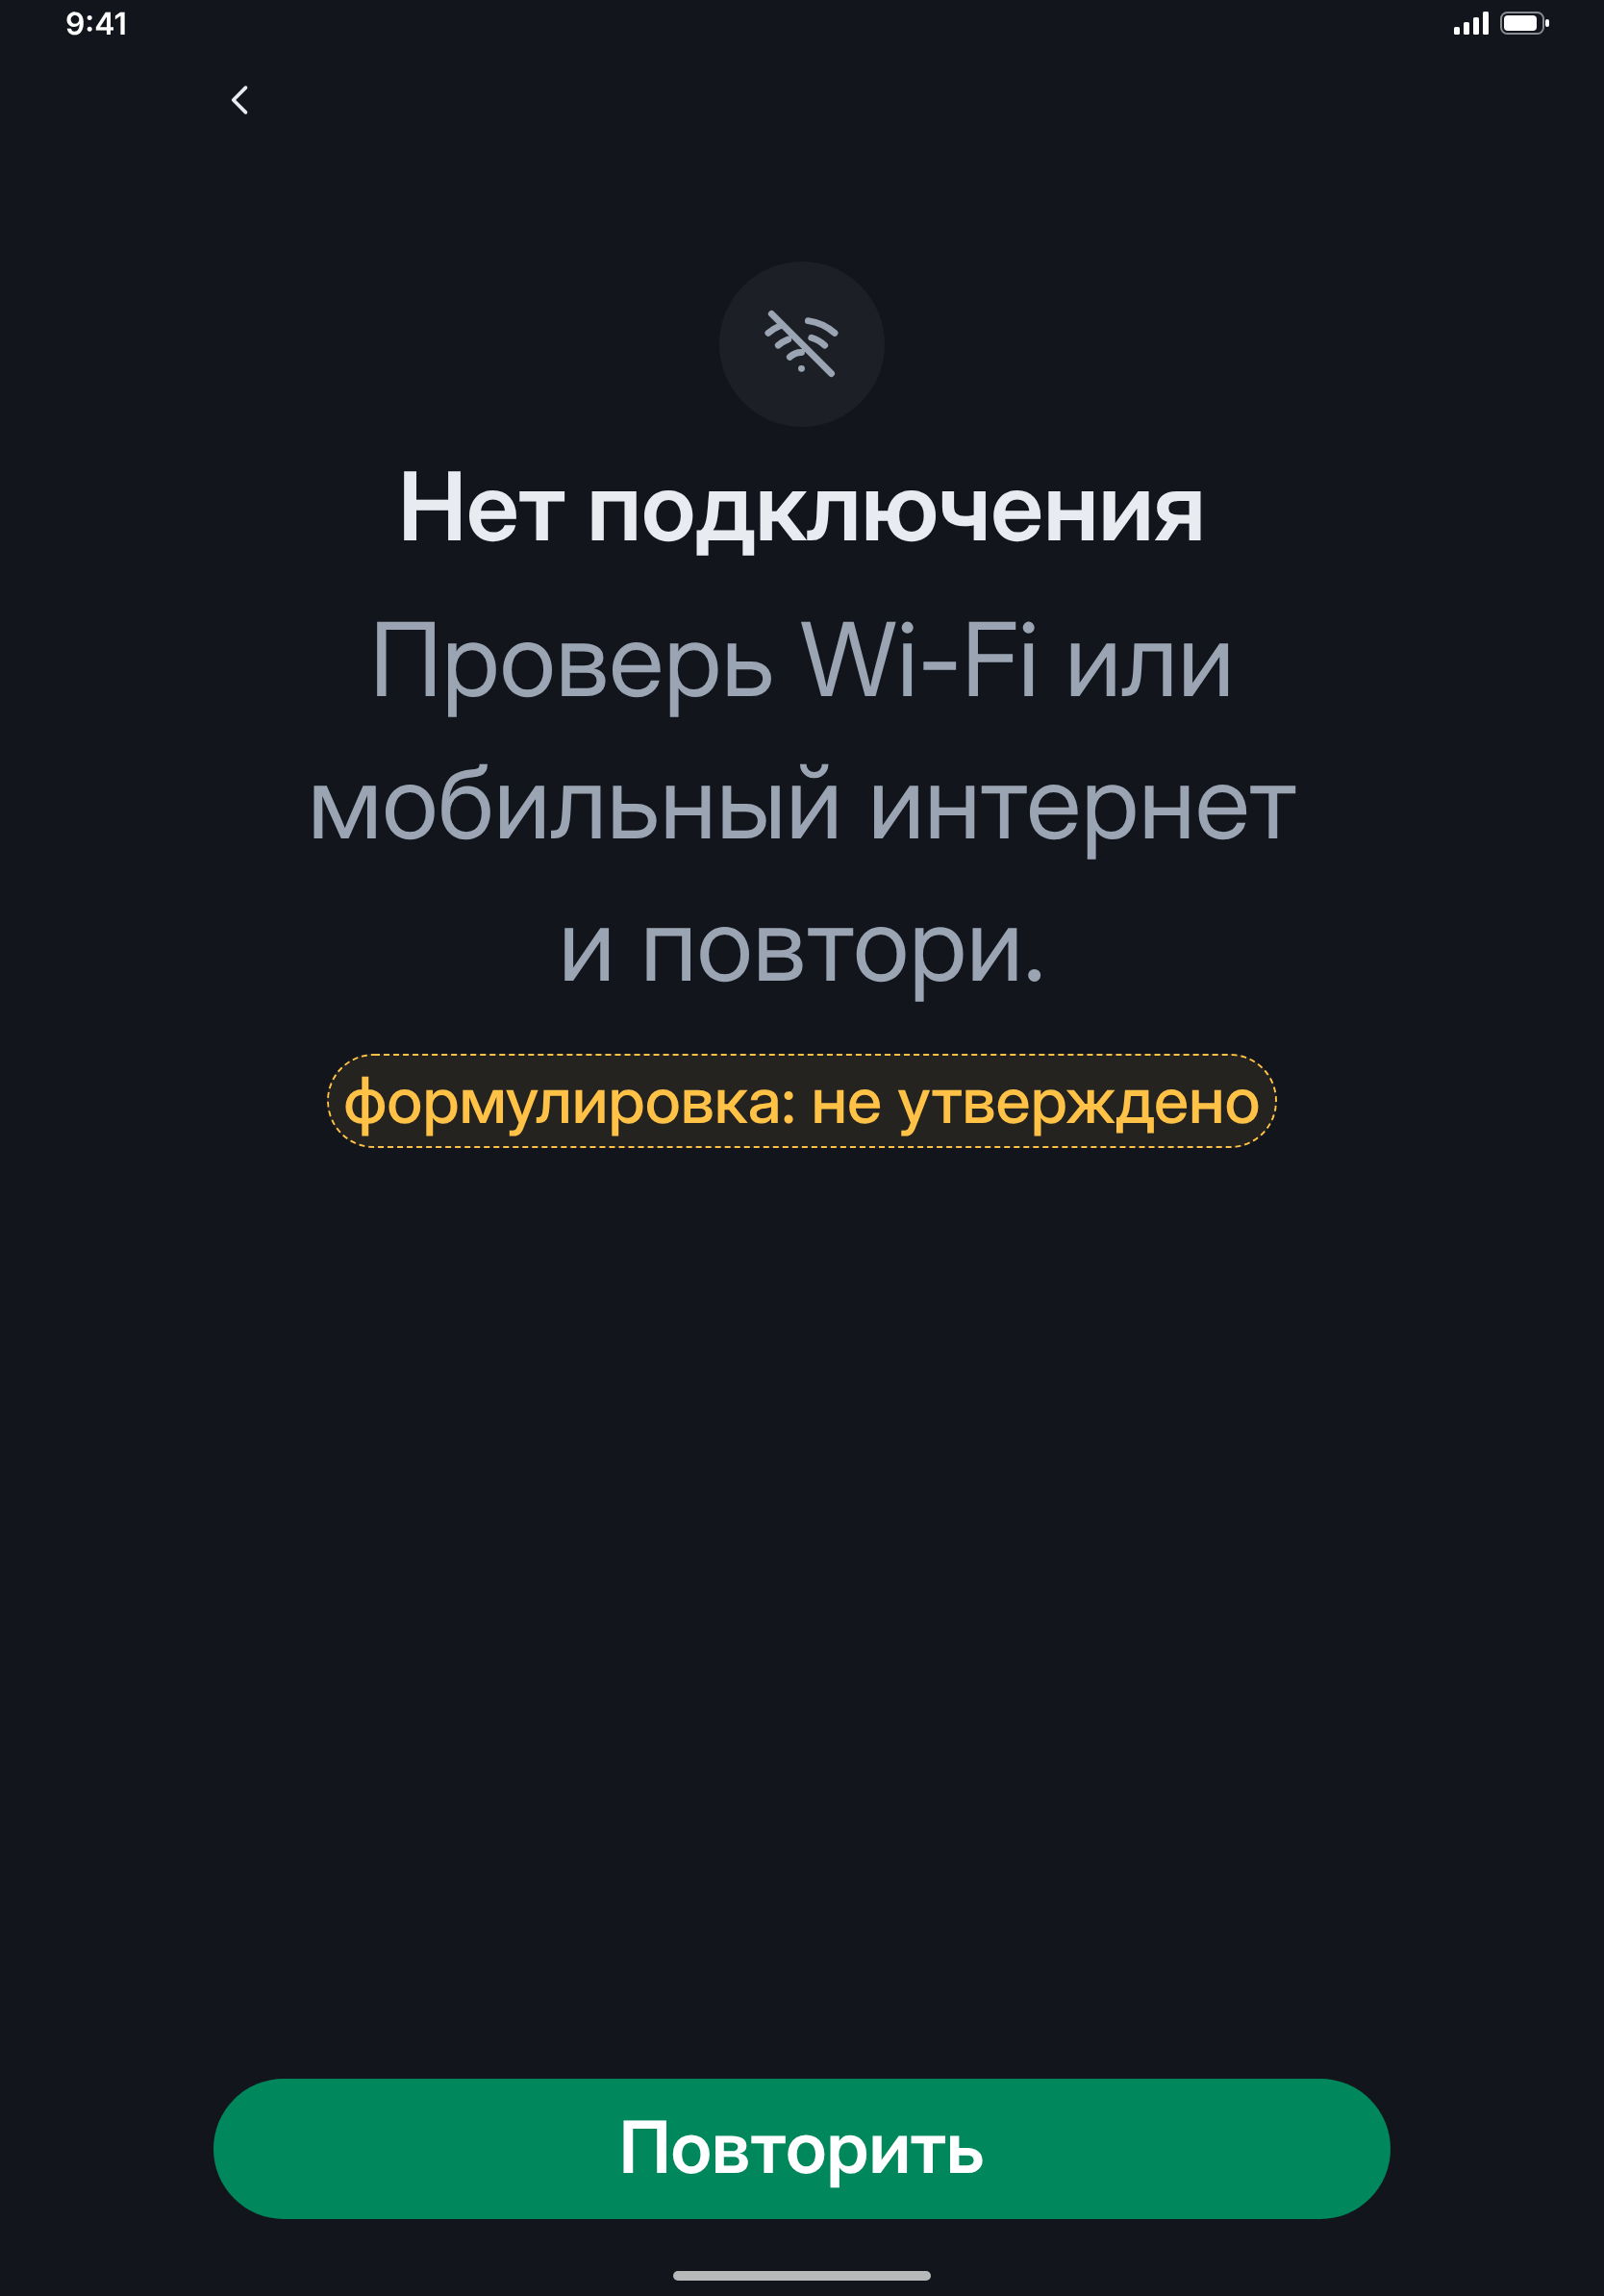 9:41
Нет подключения
Проверь Wi-Fi или
мобильный интернет
и повтори.
формулировка: не утверждено
Повторить